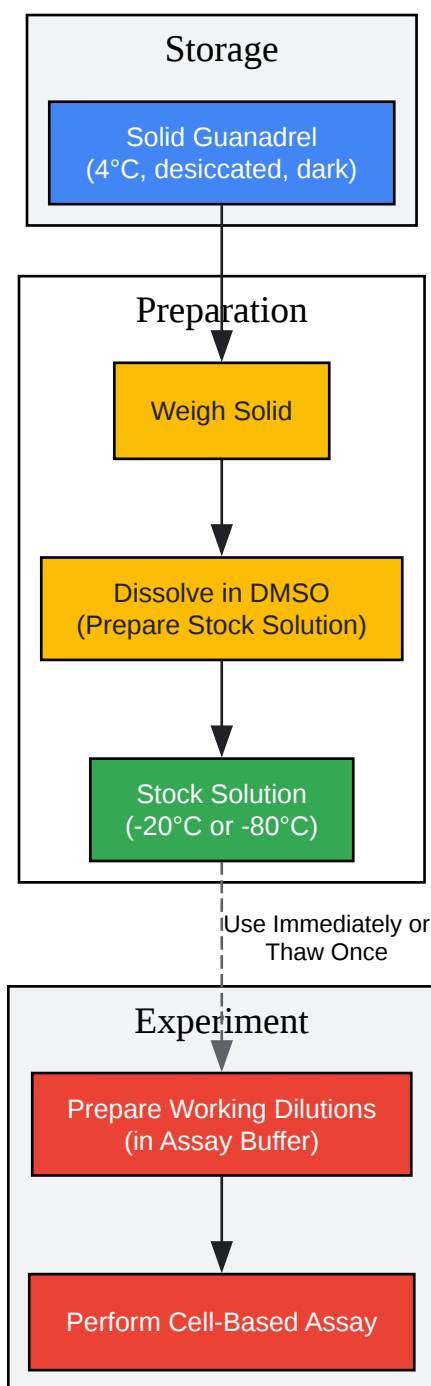 Storage
Solid Guanadrel
(4°C, desiccated, dark)
Preparation
Weigh Solid
Dissolve in DMSO
(Prepare Stock Solution)
Stock Solution
(-20°C or -80°C)
Use Immediately or
Thaw Once
Experiment
Prepare Working Dilutions
(in Assay Buffer)
Perform Cell-Based Assay